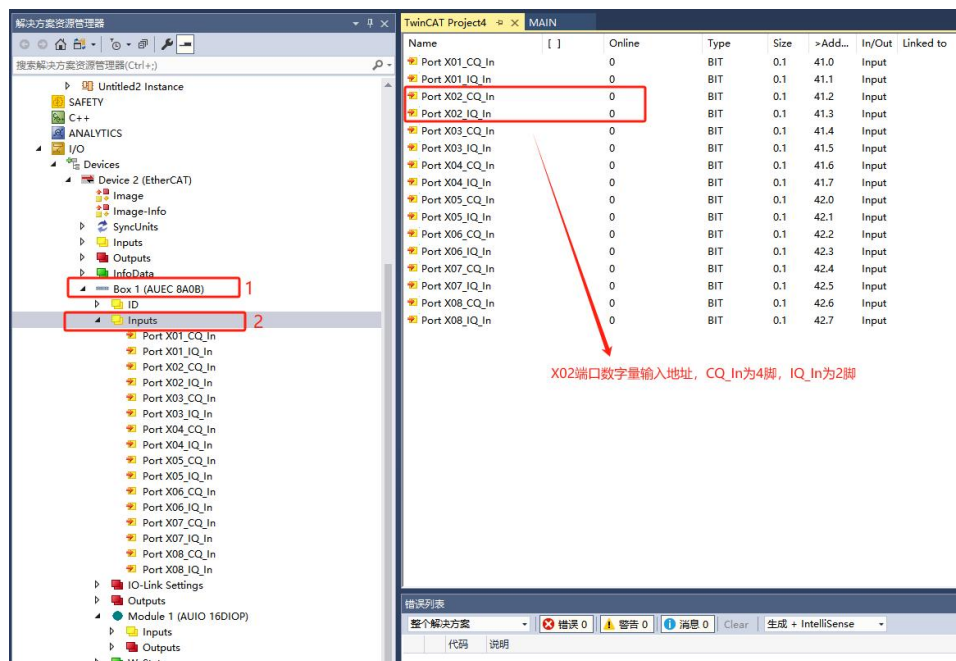 解决方案资源管理器
搜索解决方案资源管理器(Ctrl+;)
Untitled2 Instance
SAFETY
C++
ANALYTICS
I/O
Devices
Device 2 (EtherCAT)
Image
Image-Info
SyncUnits
Inputs
Outputs
InfoData
Box 1 (AUEC 8A0B) 1
ID
Inputs 2
Port X01_CQ_In
Port X01_IQ_In
Port X02_CQ_In
Port X02_IQ_In
Port X03_CQ_In
Port X03_IQ_In
Port X04_CQ_In
Port X04_IQ_In
Port X05_CQ_In
Port X05_IQ_In
Port X06_CQ_In
Port X06_IQ_In
Port X07_CQ_In
Port X07_IQ_In
Port X08_CQ_In
Port X08_IQ_In
IO-Link Settings
Outputs
Module 1 (AUIO 16DIOP)
Inputs
Outputs
TwinCAT Project4 MAIN
Name [ ] Online Type Size >Add... In/Out Linked to
Port X01_CQ_In 0 BIT 0.1 41.0 Input
Port X01_IQ_In 0 BIT 0.1 41.1 Input
Port X02_CQ_In 0 BIT 0.1 41.2 Input
Port X02_IQ_In 0 BIT 0.1 41.3 Input
Port X03_CQ_In 0 BIT 0.1 41.4 Input
Port X03_IQ_In 0 BIT 0.1 41.5 Input
Port X04_CQ_In 0 BIT 0.1 41.6 Input
Port X04_IQ_In 0 BIT 0.1 41.7 Input
Port X05_CQ_In 0 BIT 0.1 42.0 Input
Port X05_IQ_In 0 BIT 0.1 42.1 Input
Port X06_CQ_In 0 BIT 0.1 42.2 Input
Port X06_IQ_In 0 BIT 0.1 42.3 Input
Port X07_CQ_In 0 BIT 0.1 42.4 Input
Port X07_IQ_In 0 BIT 0.1 42.5 Input
Port X08_CQ_In 0 BIT 0.1 42.6 Input
Port X08_IQ_In 0 BIT 0.1 42.7 Input
X02端口数字量输入地址，CQ_In为4脚，IQ_In为2脚
错误列表
整个解决方案 错误 0 警告 0 消息 0 Clear 生成 + IntelliSense
代码 说明